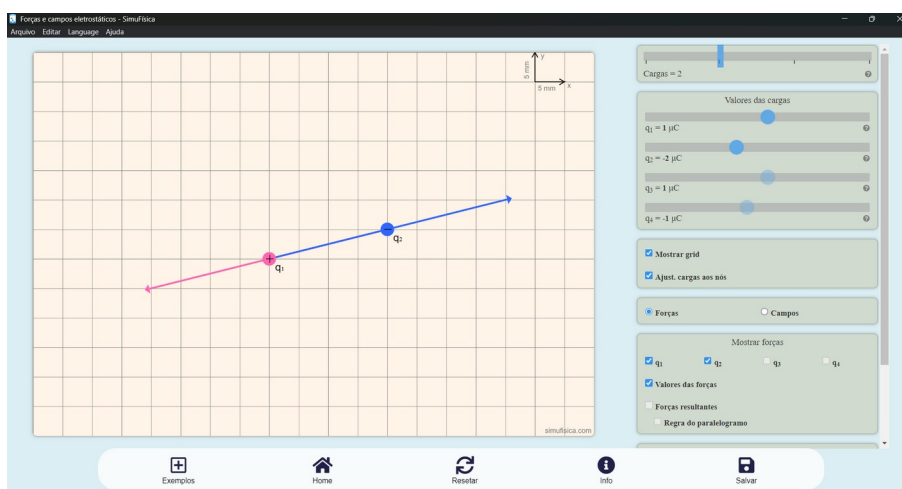 Forças e campos eletrostáticos - SimuFísica
Arquivo Editar Language Ajuda
y
5 mm
5 mm
x
q₁
q₂
simufisica.com
Cargas = 2
Valores das cargas
q₁ = 1 μC
q₂ = -2 μC
q₃ = 1 μC
q₄ = -1 μC
Mostrar grid
Ajust. cargas aos nós
Forças Campos
Mostrar forças
q₁ q₂ q₃ q₄
Valores das forças
Forças resultantes
Regra do paralelogramo
Exemplos Home Resetar Info Salvar